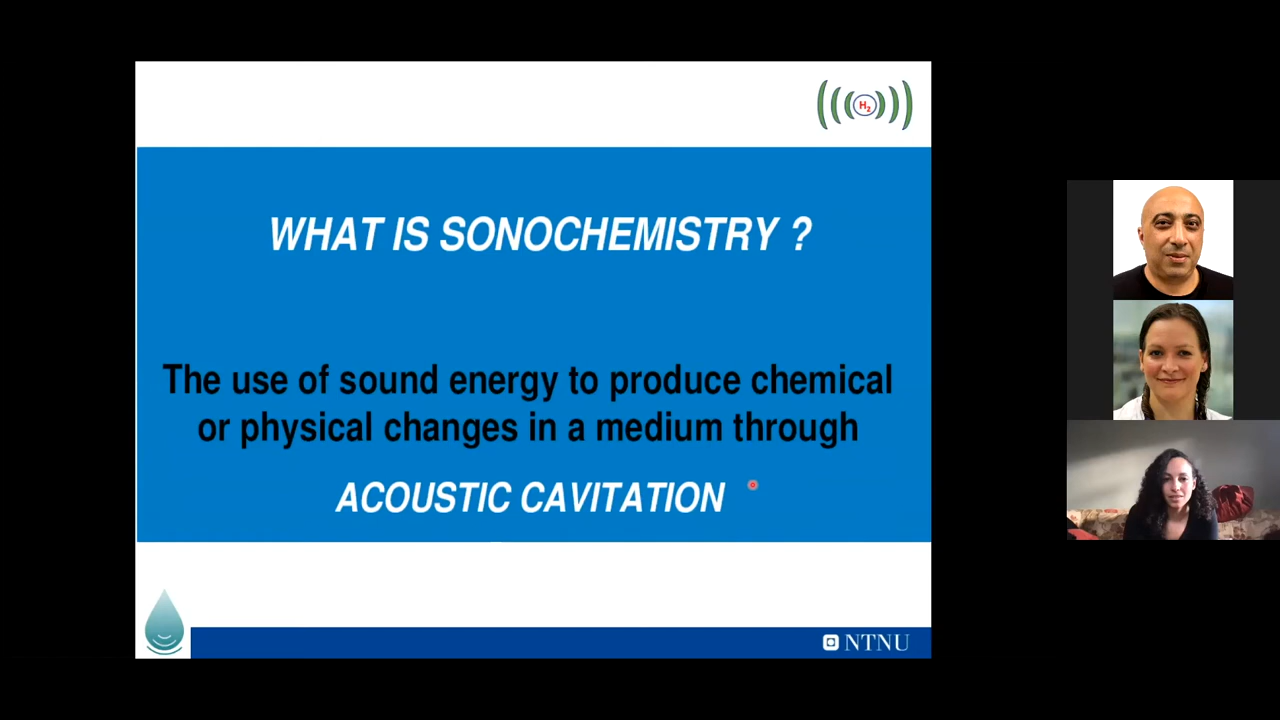 H2
WHAT IS SONOCHEMISTRY ?
The use of sound energy to produce chemical
or physical changes in a medium through
ACOUSTIC CAVITATION
NTNU